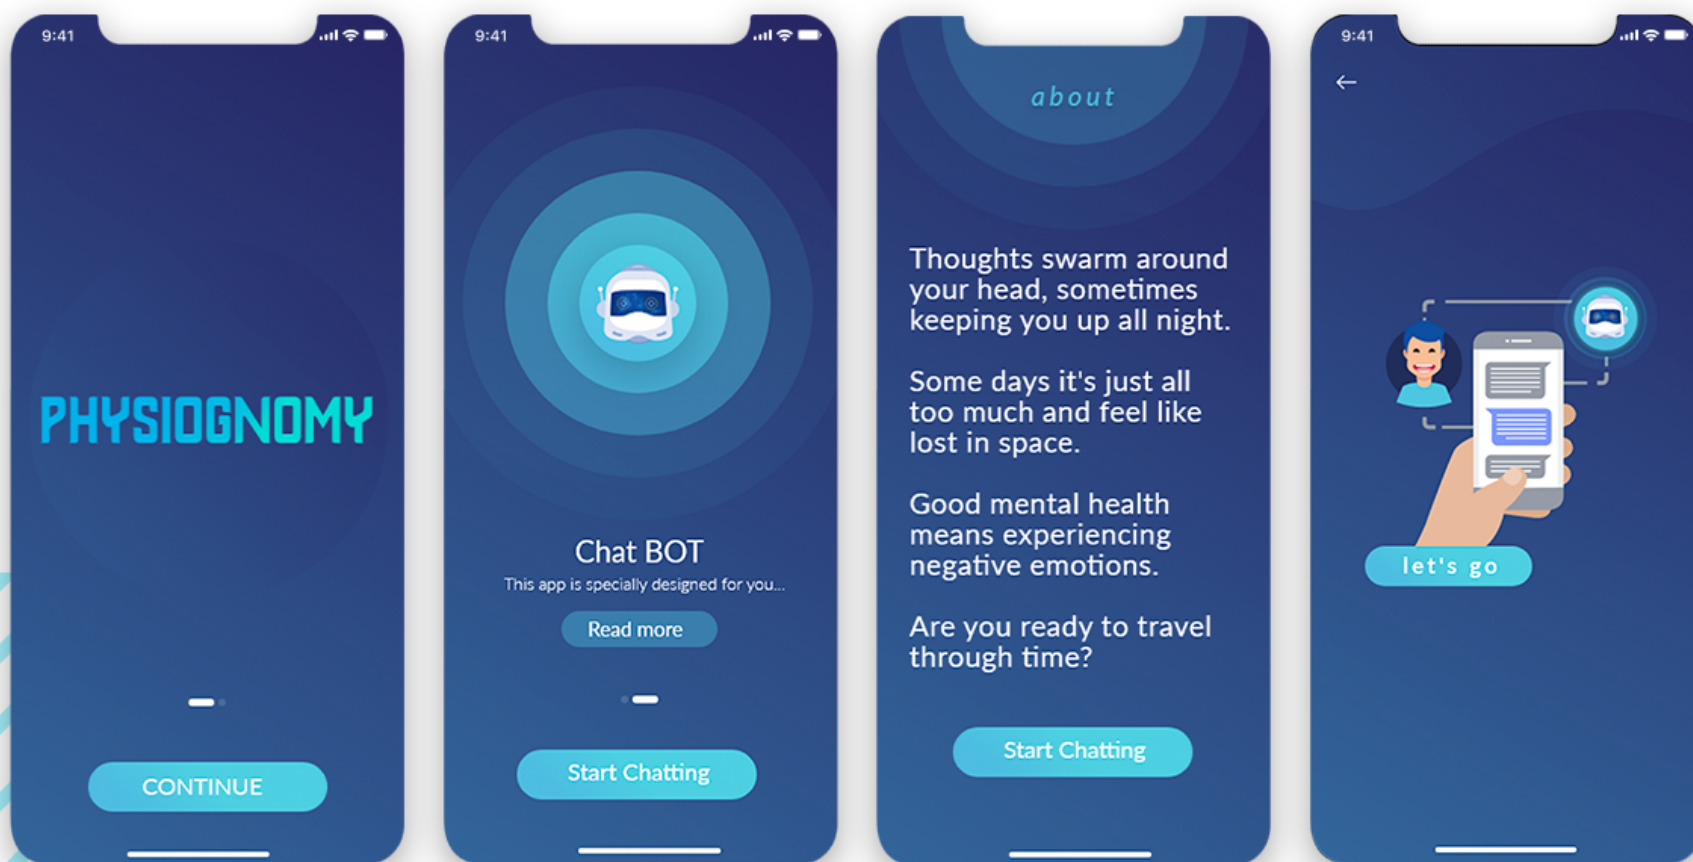 9:41
PHYSIOGNOMY
CONTINUE
9:41
Chat BOT
This app is specially designed for you...
Read more
Start Chatting
about
Thoughts swarm around
your head, sometimes
keeping you up all night.
Some days it's just all
too much and feel like
lost in space.
Good mental health
means experiencing
negative emotions.
Are you ready to travel
through time?
Start Chatting
9:41
let's go